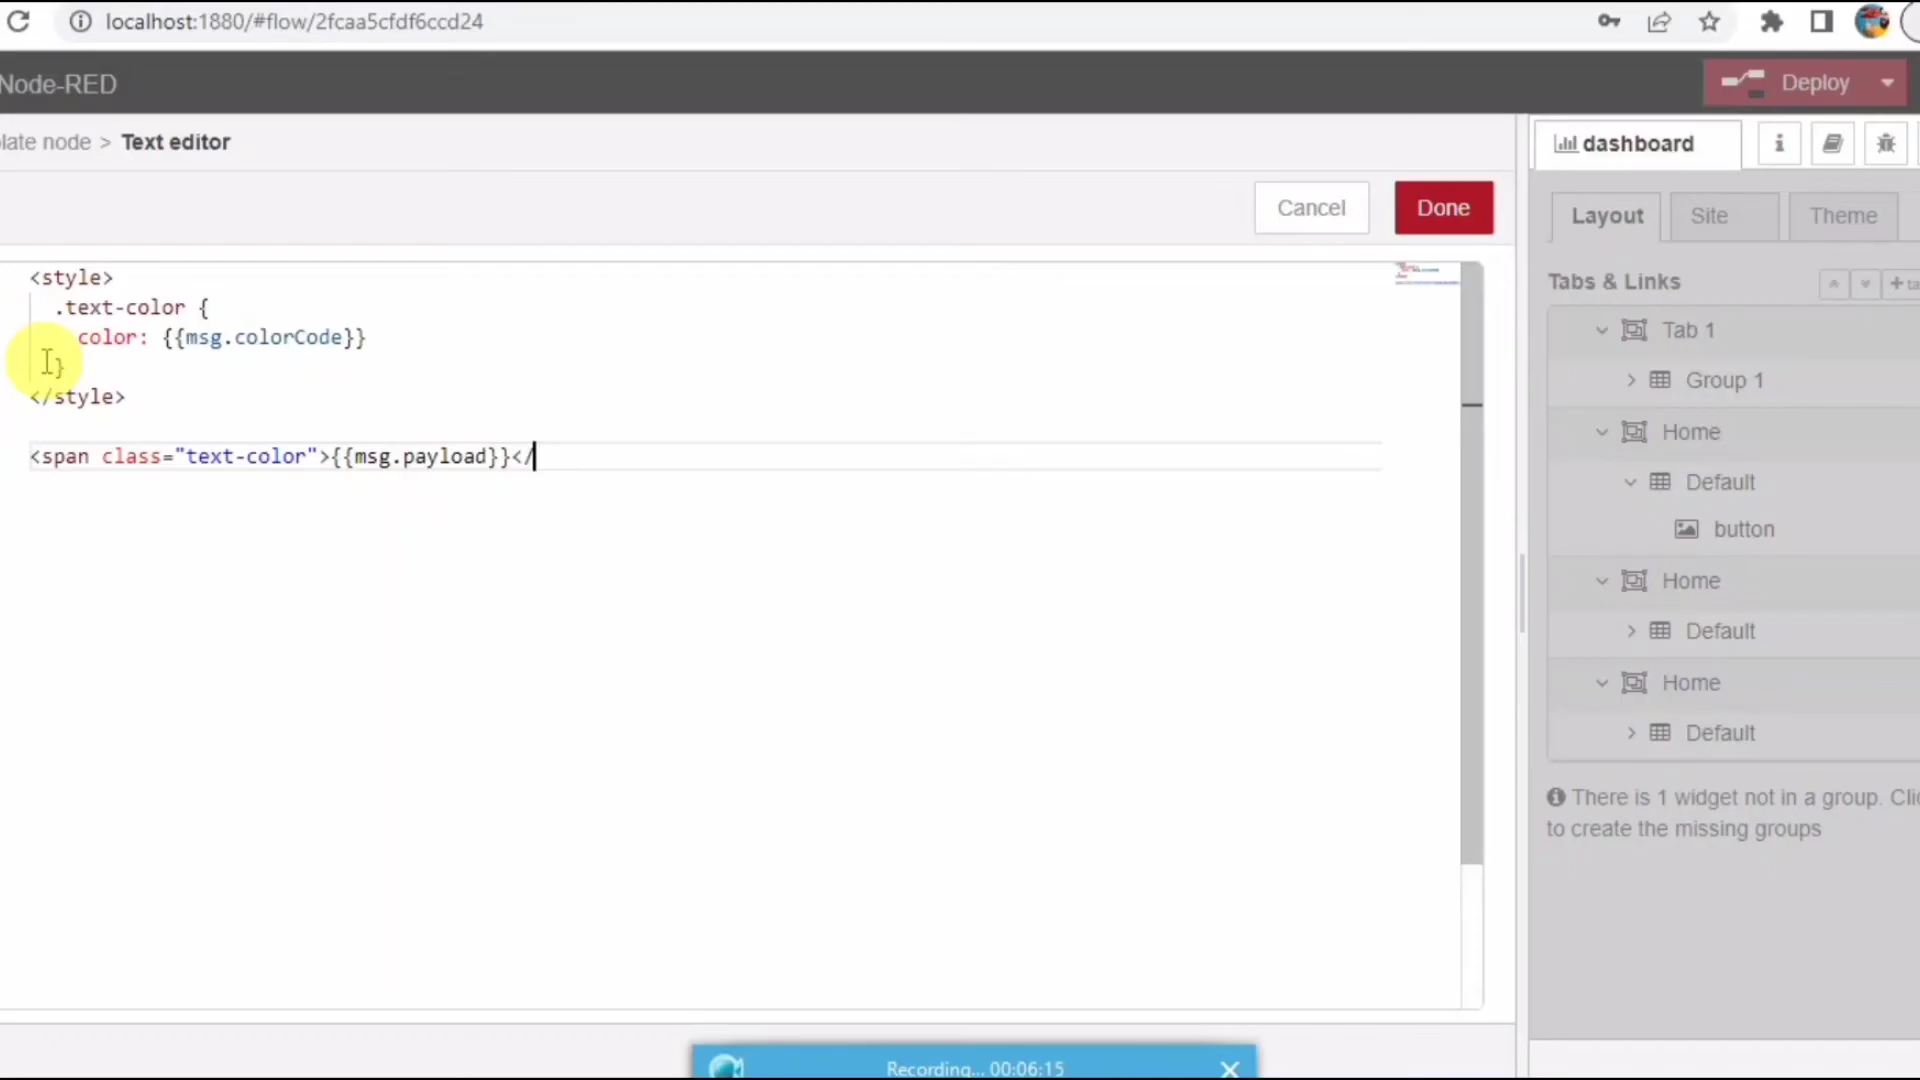 localhost:1880/#flow/2fcaa5cfdf6ccd24
Node-RED
Deploy
late node > Text editor
Cancel
Done
<style>
.text-color {
color: {{msg.colorCode}}
}
</style>
<span class="text-color">{{msg.payload}}</
dashboard
Layout
Site
Theme
Tabs & Links
+ ta
Tab 1
Group 1
Home
Default
button
Home
Default
Home
Default
There is 1 widget not in a group. Clic
to create the missing groups
Recording... 00:06:15